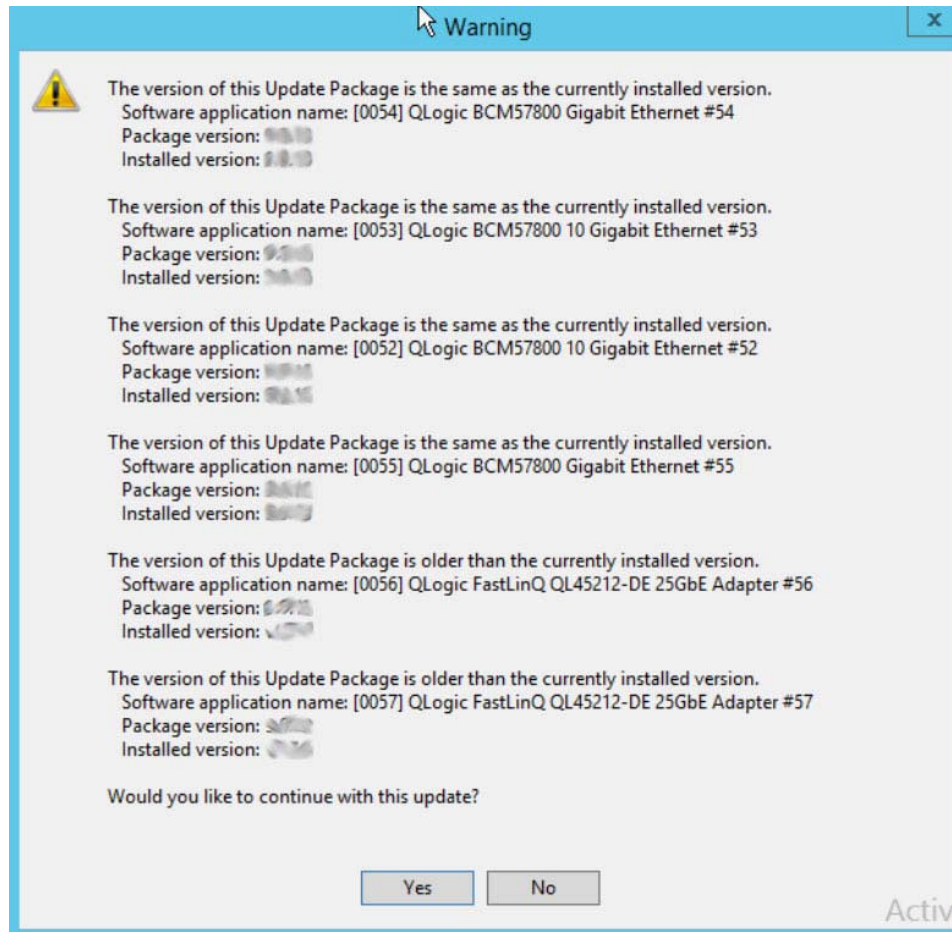 Warning
x
The version of this Update Package is the same as the currently installed version.
Software application name: [0054] QLogic BCM57800 Gigabit Ethernet #54
Package version:
Installed version:
The version of this Update Package is the same as the currently installed version.
Software application name: [0053] QLogic BCM57800 10 Gigabit Ethernet #53
Package version:
Installed version:
The version of this Update Package is the same as the currently installed version.
Software application name: [0052] QLogic BCM57800 10 Gigabit Ethernet #52
Package version:
Installed version:
The version of this Update Package is the same as the currently installed version.
Software application name: [0055] QLogic BCM57800 Gigabit Ethernet #55
Package version:
Installed version:
The version of this Update Package is older than the currently installed version.
Software application name: [0056] QLogic FastLinQ QL45212-DE 25GbE Adapter #56
Package version:
Installed version:
The version of this Update Package is older than the currently installed version.
Software application name: [0057] QLogic FastLinQ QL45212-DE 25GbE Adapter #57
Package version:
Installed version:
Would you like to continue with this update?
Yes No
Activ